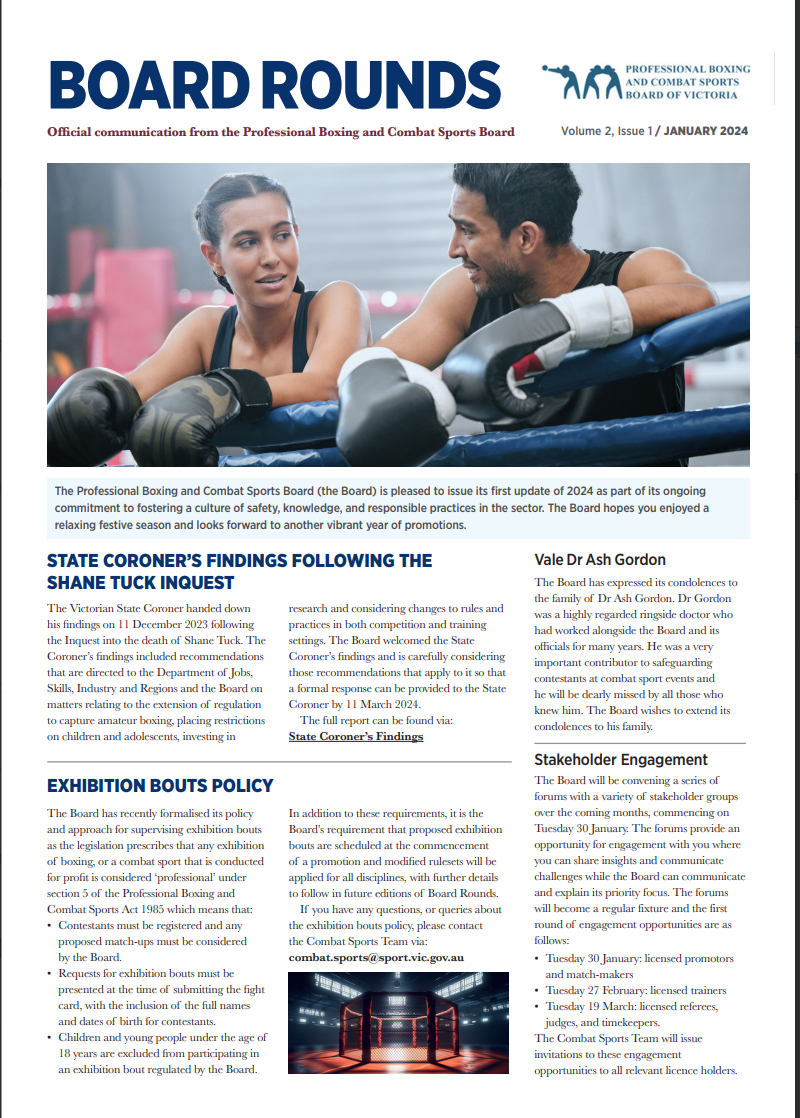 BOARD ROUNDS
PROFESSIONAL BOXING
AND COMBAT SPORTS
BOARD OF VICTORIA
Official communication from the Professional Boxing and Combat Sports Board
Volume 2, Issue 1 / JANUARY 2024
The Professional Boxing and Combat Sports Board (the Board) is pleased to issue its first update of 2024 as part of its ongoing
commitment to fostering a culture of safety, knowledge, and responsible practices in the sector. The Board hopes you enjoyed a
relaxing festive season and looks forward to another vibrant year of promotions.
STATE CORONER'S FINDINGS FOLLOWING THE
SHANE TUCK INQUEST
The Victorian State Coroner handed down
his findings on 11 December 2023 following
the Inquest into the death of Shane Tuck. The
Coroner's findings included recommendations
that are directed to the Department of Jobs,
Skills, Industry and Regions and the Board on
matters relating to the extension of regulation
to capture amateur boxing, placing restrictions
on children and adolescents, investing in
research and considering changes to rules and
practices in both competition and training
settings. The Board welcomed the State
Coroner's findings and is carefully considering
those recommendations that apply to it so that
a formal response can be provided to the State
Coroner by 11 March 2024.
The full report can be found via:
State Coroner's Findings
EXHIBITION BOUTS POLICY
The Board has recently formalised its policy
and approach for supervising exhibition bouts
as the legislation prescribes that any exhibition
of boxing, or a combat sport that is conducted
for profit is considered 'professional' under
section 5 of the Professional Boxing and
Combat Sports Act 1985 which means that:
• Contestants must be registered and any
proposed match-ups must be considered
by the Board.
• Requests for exhibition bouts must be
presented at the time of submitting the fight
card, with the inclusion of the full names
and dates of birth for contestants.
• Children and young people under the age of
18 years are excluded from participating in
an exhibition bout regulated by the Board.
In addition to these requirements, it is the
Board's requirement that proposed exhibition
bouts are scheduled at the commencement
of a promotion and modified rulesets will be
applied for all disciplines, with further details
to follow in future editions of Board Rounds.
If you have any questions, or queries about
the exhibition bouts policy, please contact
the Combat Sports Team via:
combat.sports@sport.vic.gov.au
Vale Dr Ash Gordon
The Board has expressed its condolences to
the family of Dr Ash Gordon. Dr Gordon
was a highly regarded ringside doctor who
had worked alongside the Board and its
officials for many years. He was a very
important contributor to safeguarding
contestants at combat sport events and
he will be dearly missed by all those who
knew him. The Board wishes to extend its
condolences to his family.
Stakeholder Engagement
The Board will be convening a series of
forums with a variety of stakeholder groups
over the coming months, commencing on
Tuesday 30 January. The forums provide an
opportunity for engagement with you where
you can share insights and communicate
challenges while the Board can communicate
and explain its priority focus. The forums
will become a regular fixture and the first
round of engagement opportunities are as
follows:
• Tuesday 30 January: licensed promotors
and match-makers
• Tuesday 27 February: licensed trainers
• Tuesday 19 March: licensed referees,
judges, and timekeepers.
The Combat Sports Team will issue
invitations to these engagement
opportunities to all relevant licence holders.